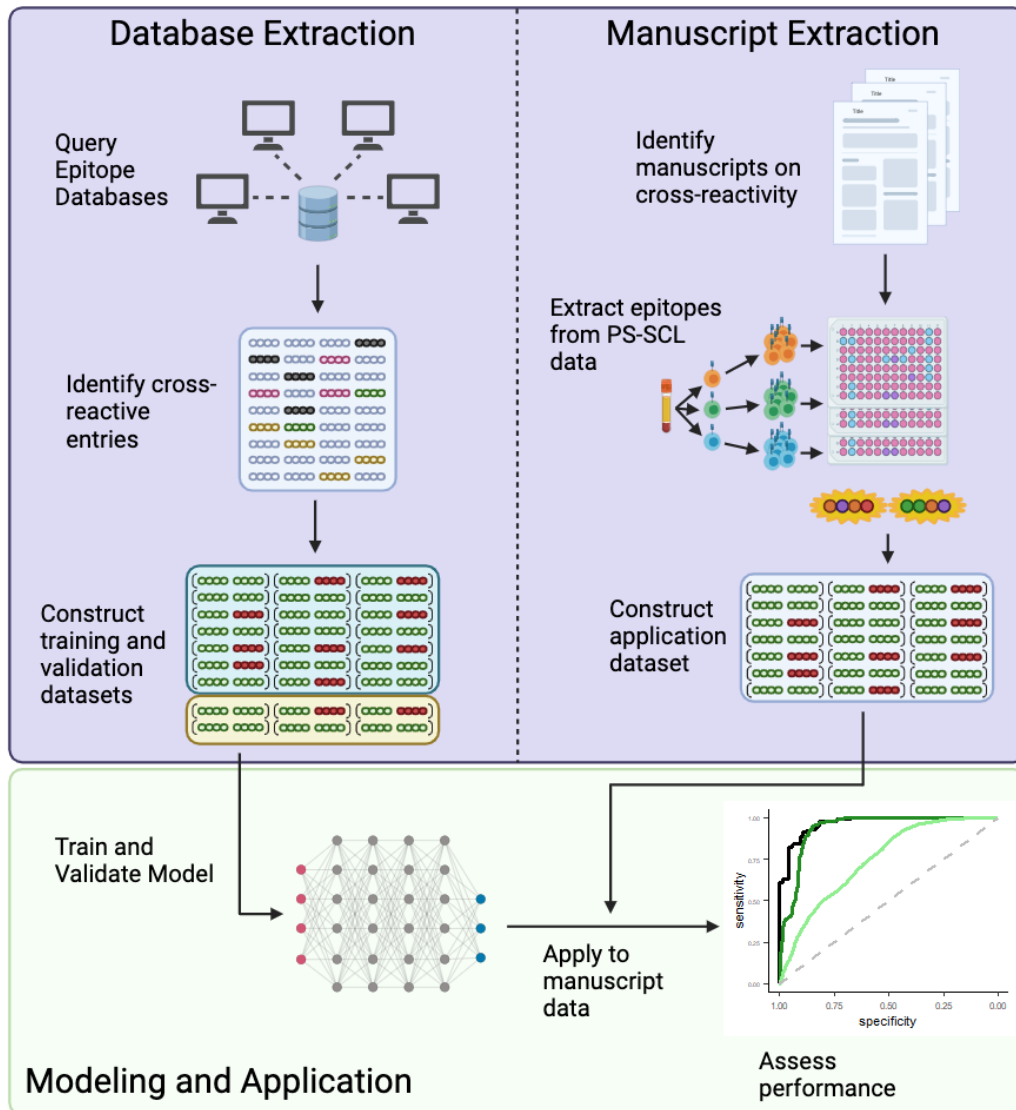 Database Extraction
Manuscript Extraction
Query
Epitope
Databases
Title
Title
Title
Identify
manuscripts on
cross-reactivity
Extract epitopes
from PS-SCL
data
Identify cross-
reactive
entries
Construct
training and
validation
datasets
Construct
application
dataset
Train and
Validate Model
Apply to
manuscript
data
1.00
0.75
0.50
0.25
0.00
sensitivity
1.00
0.75
0.50
0.25
0.00
specificity
Assess
performance
Modeling and Application